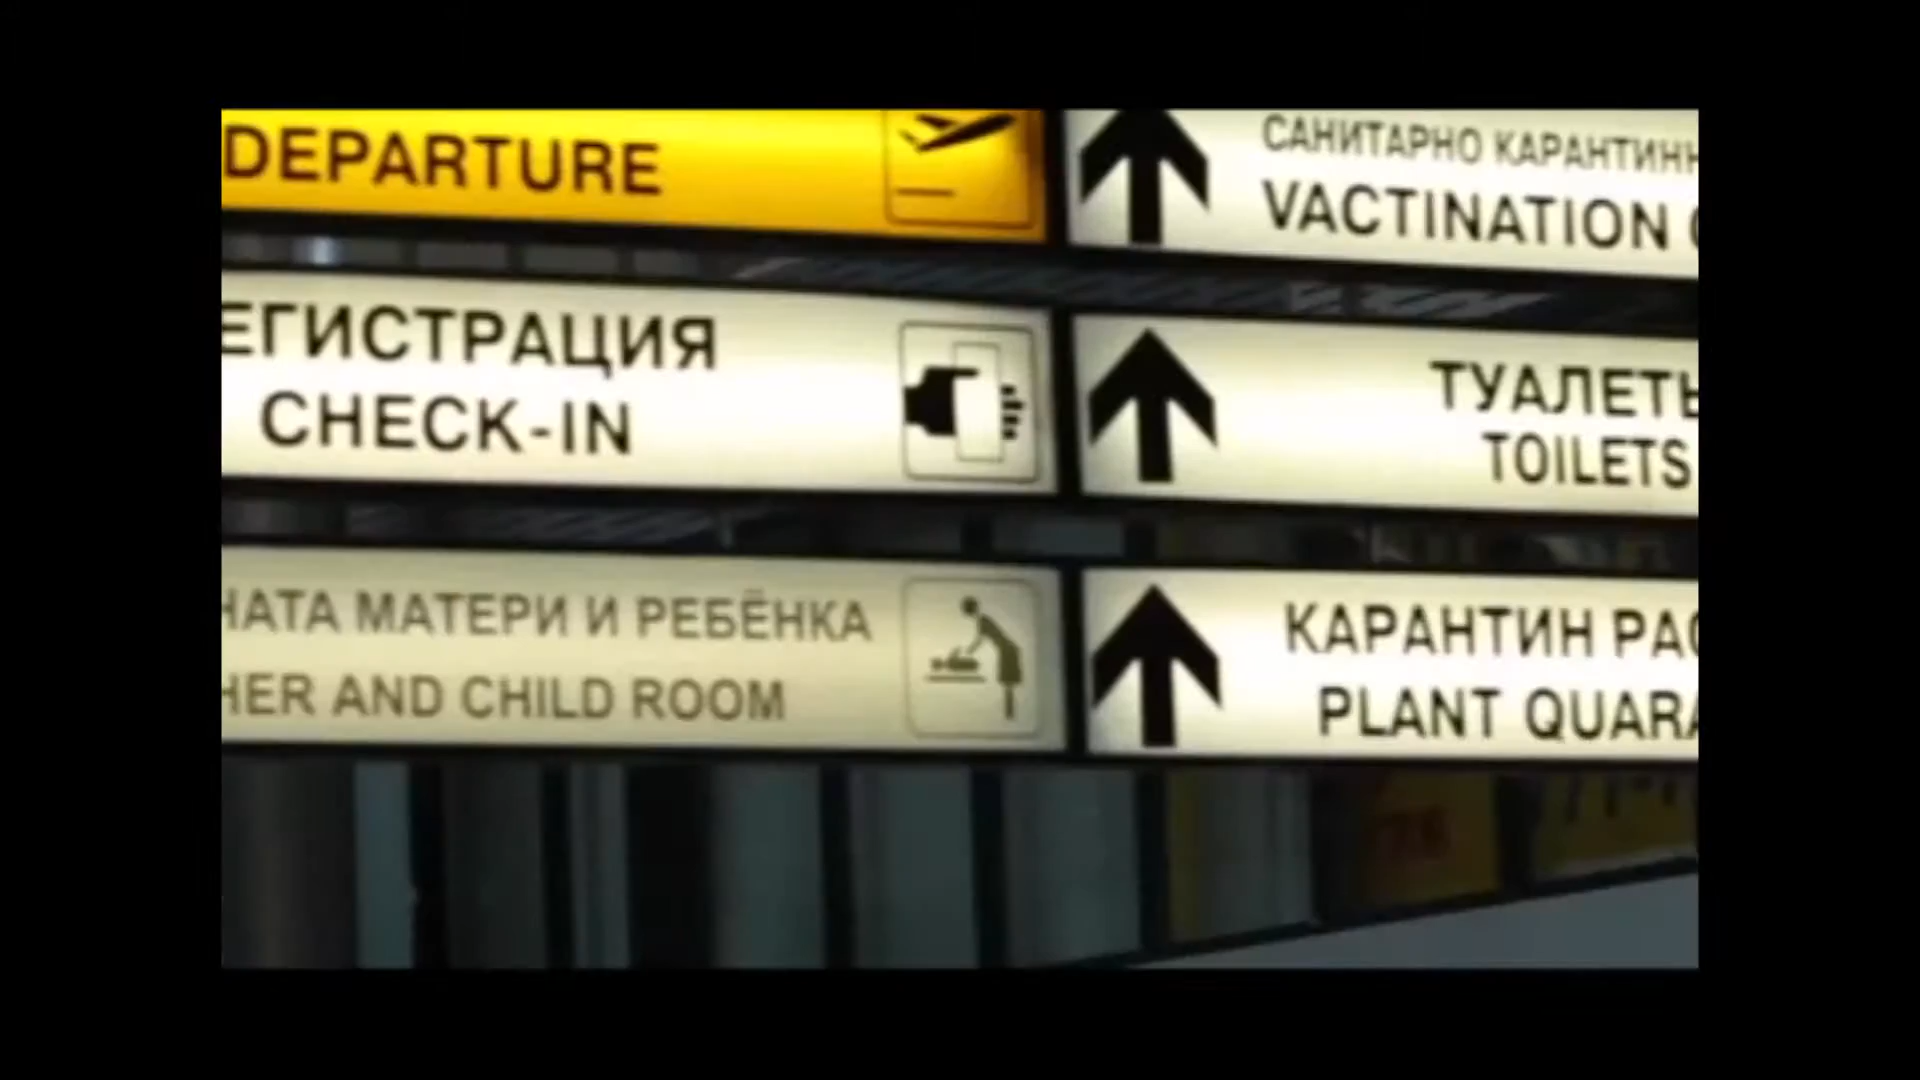 DEPARTURE
ЕГИСТРАЦИЯ
CHECK-IN
НАТА МАТЕРИ И РЕБЁНКА
HER AND CHILD ROOM
САНИТАРНО КАРАНТИНН
VACTINATION
ТУАЛЕТЫ
TOILETS
КАРАНТИН РАС
PLANT QUARA